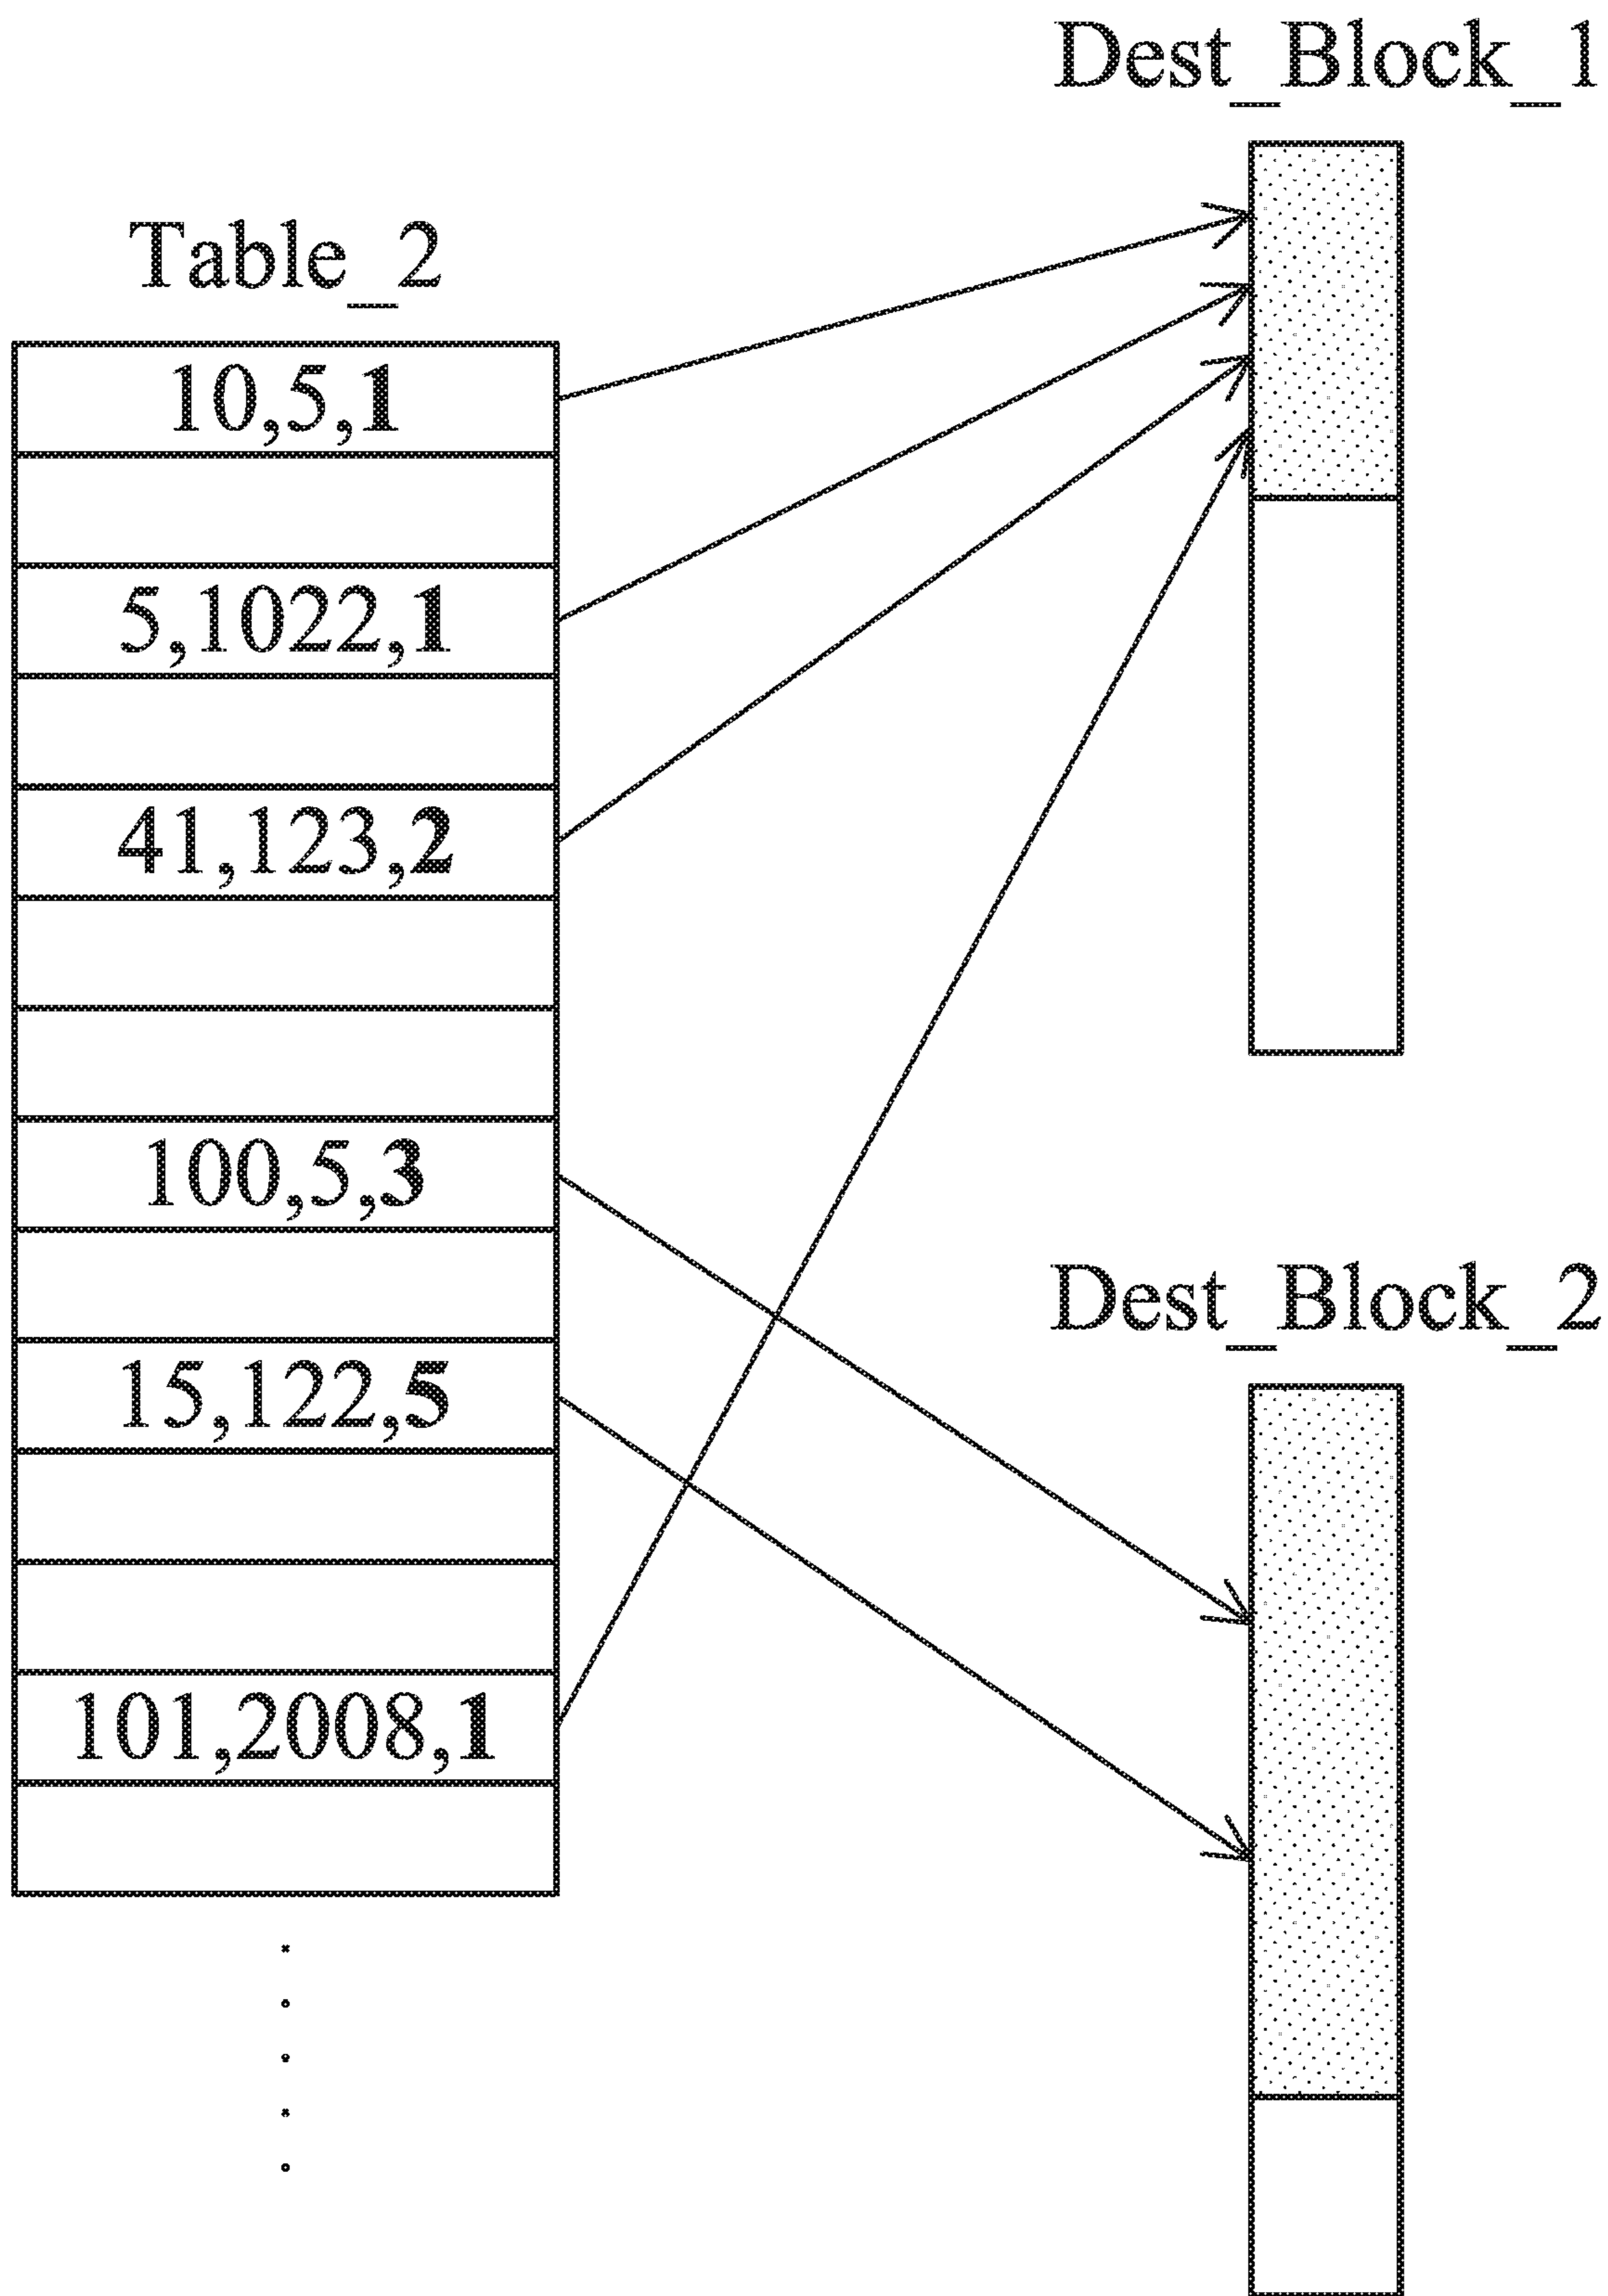 Dest_Block_1
Table_2
10,5,1
5,1022,1
41,123,2
100,5,3
Dest_Block_2
15,122,5
101,2008,1